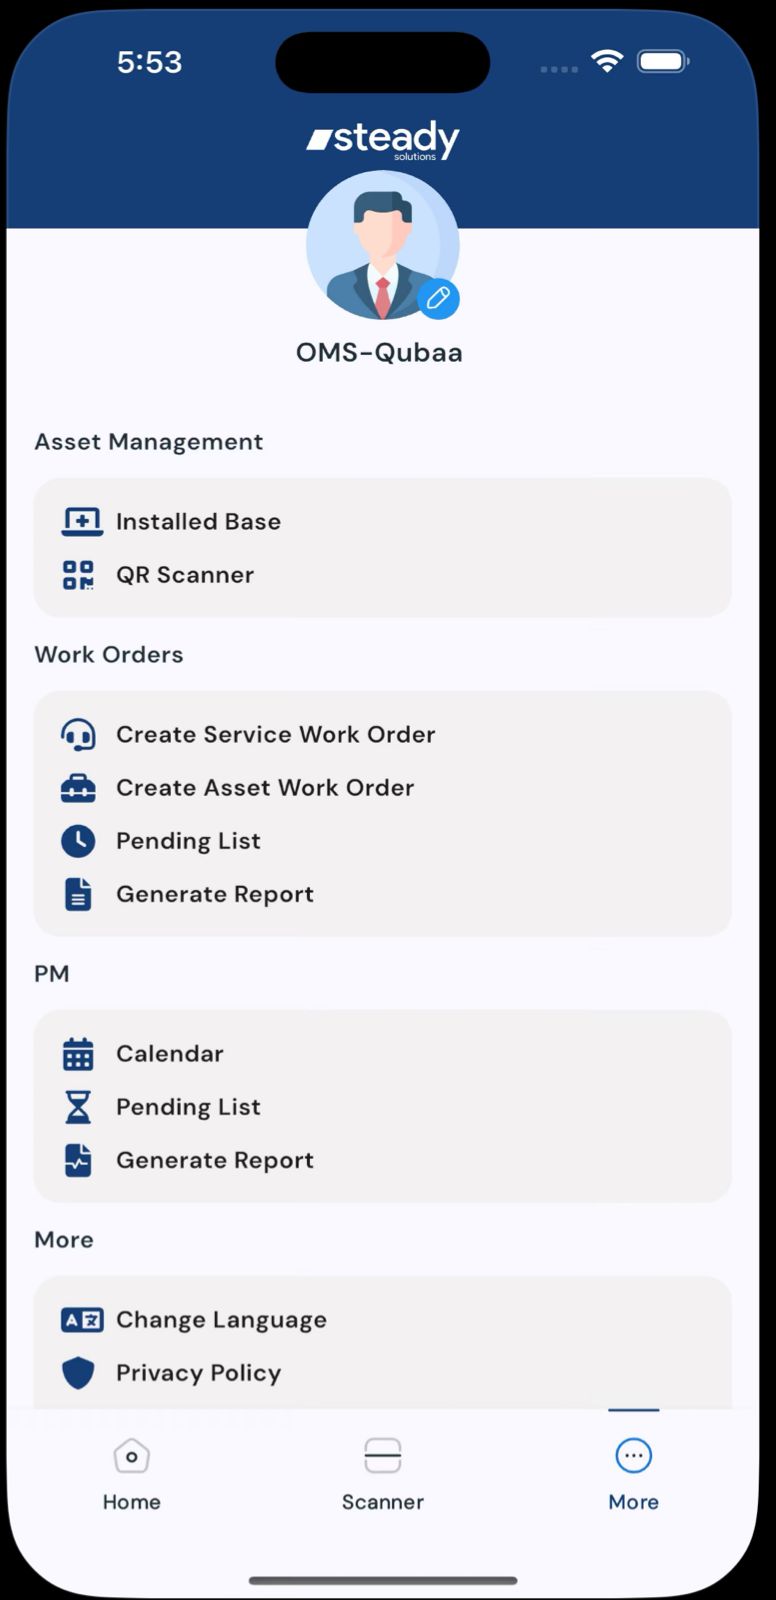 5:53
steady
solutions
OMS-Qubaa
Asset Management
Installed Base
QR Scanner
Work Orders
Create Service Work Order
Create Asset Work Order
Pending List
Generate Report
PM
Calendar
Pending List
Generate Report
More
A 文 Change Language
Privacy Policy
Home
Scanner
More